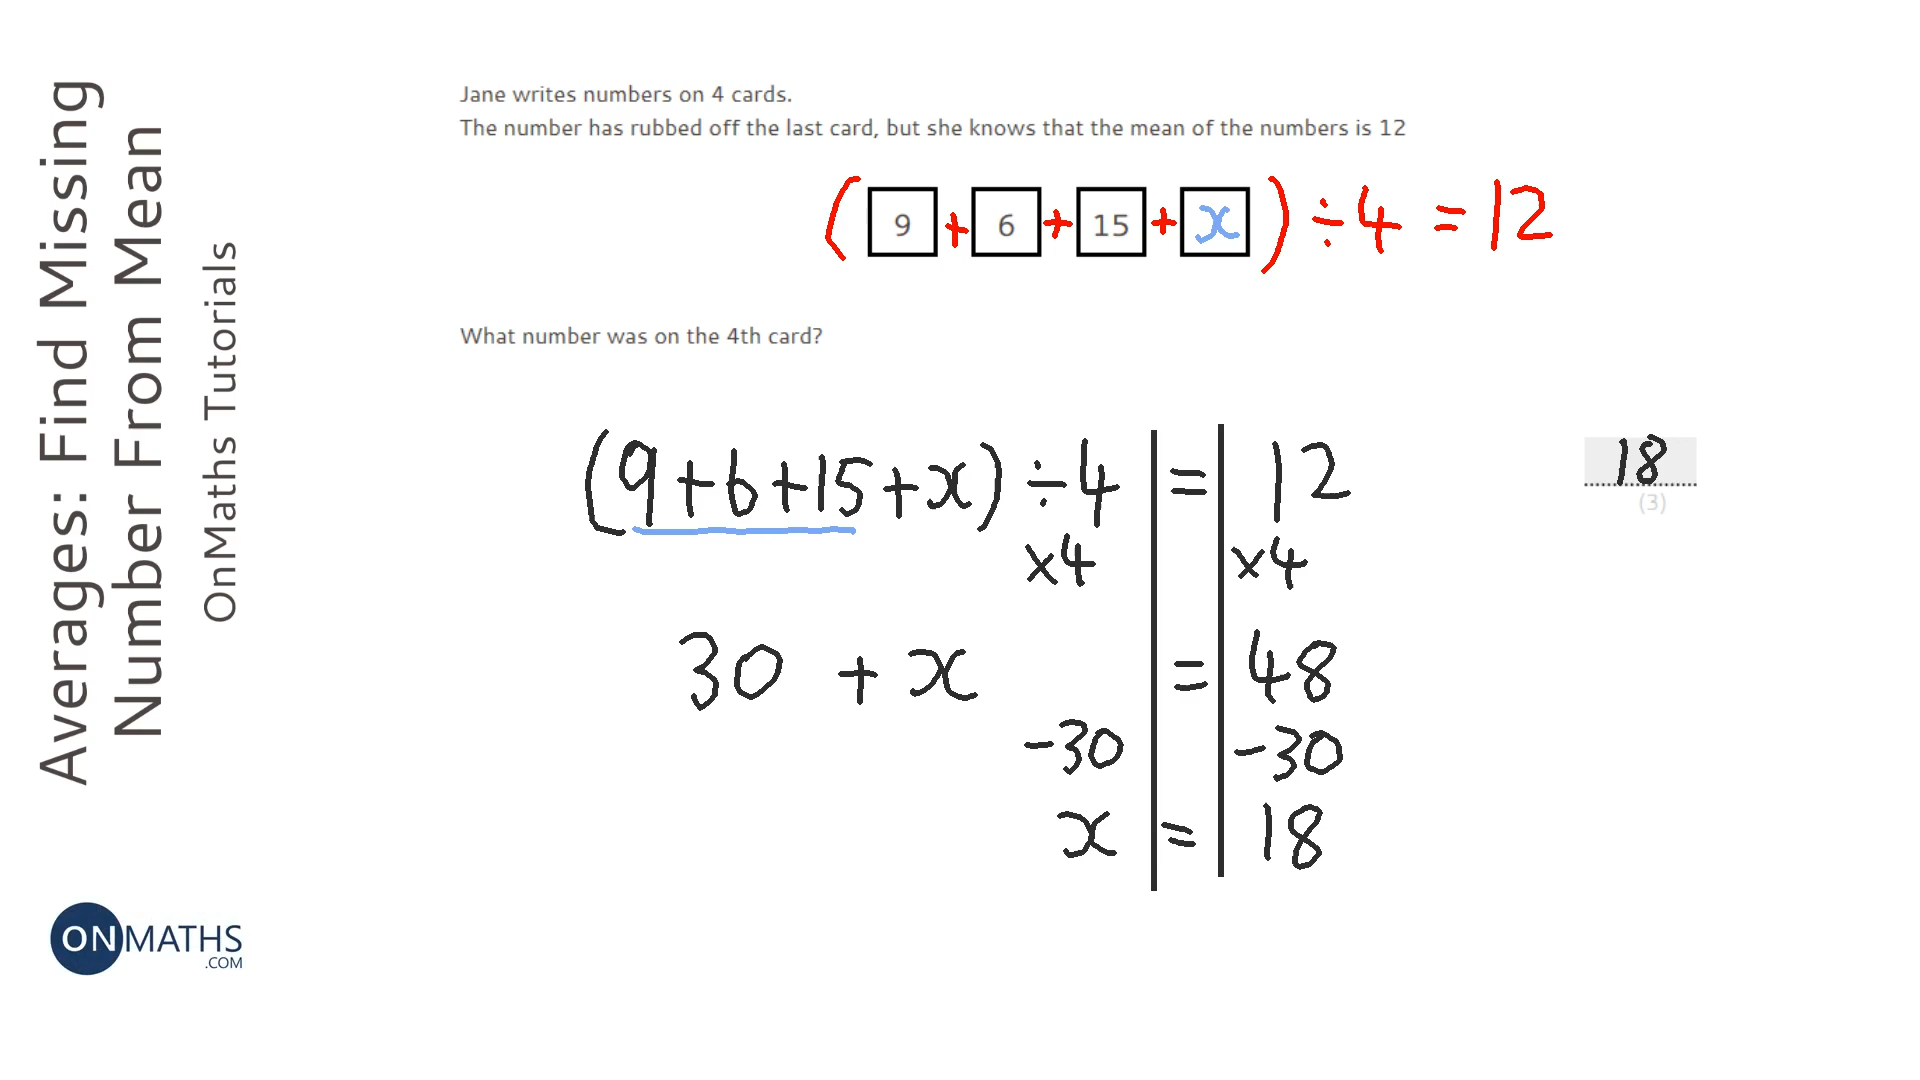 Averages: Find Missing
Number From Mean
OnMaths Tutorials
Jane writes numbers on 4 cards.
The number has rubbed off the last card, but she knows that the mean of the numbers is 12
( 9 + 6 + 15 + x ) ÷ 4 = 12
What number was on the 4th card?
(9+6+15+x) ÷4 = 12
×4 ×4
30 + x = 48
-30 -30
x = 18
18
(3)
ONMATHS
.COM